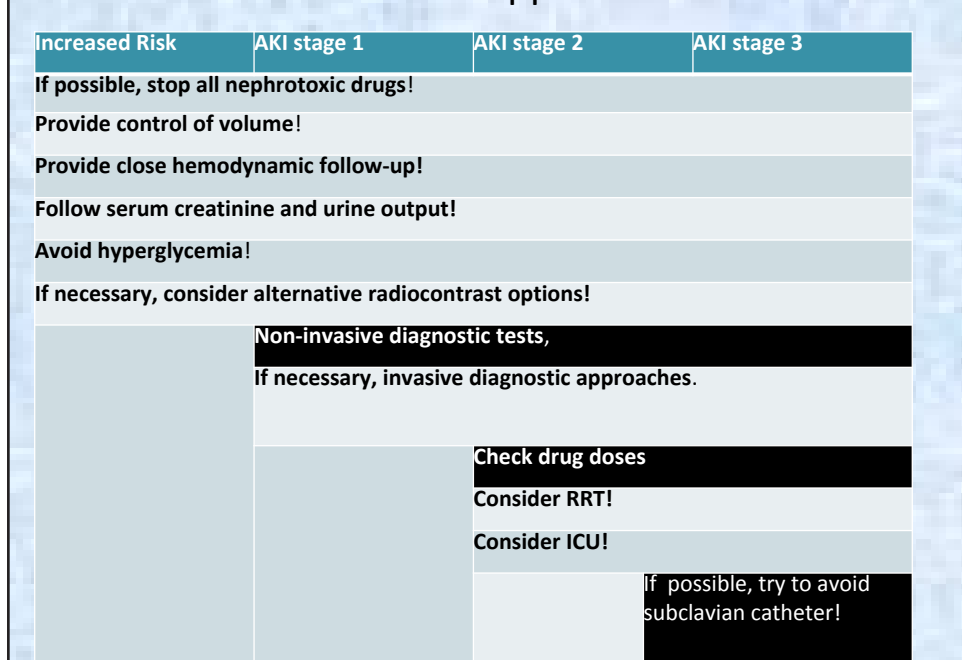 Increased Risk AKI stage 1 AKI stage 2 AKI stage 3
If possible, stop all nephrotoxic drugs!
Provide control of volume!
Provide close hemodynamic follow-up!
Follow serum creatinine and urine output!
Avoid hyperglycemia!
If necessary, consider alternative radiocontrast options!
Non-invasive diagnostic tests,
If necessary, invasive diagnostic approaches.
Check drug doses
Consider RRT!
Consider ICU!
If possible, try to avoid
subclavian catheter!